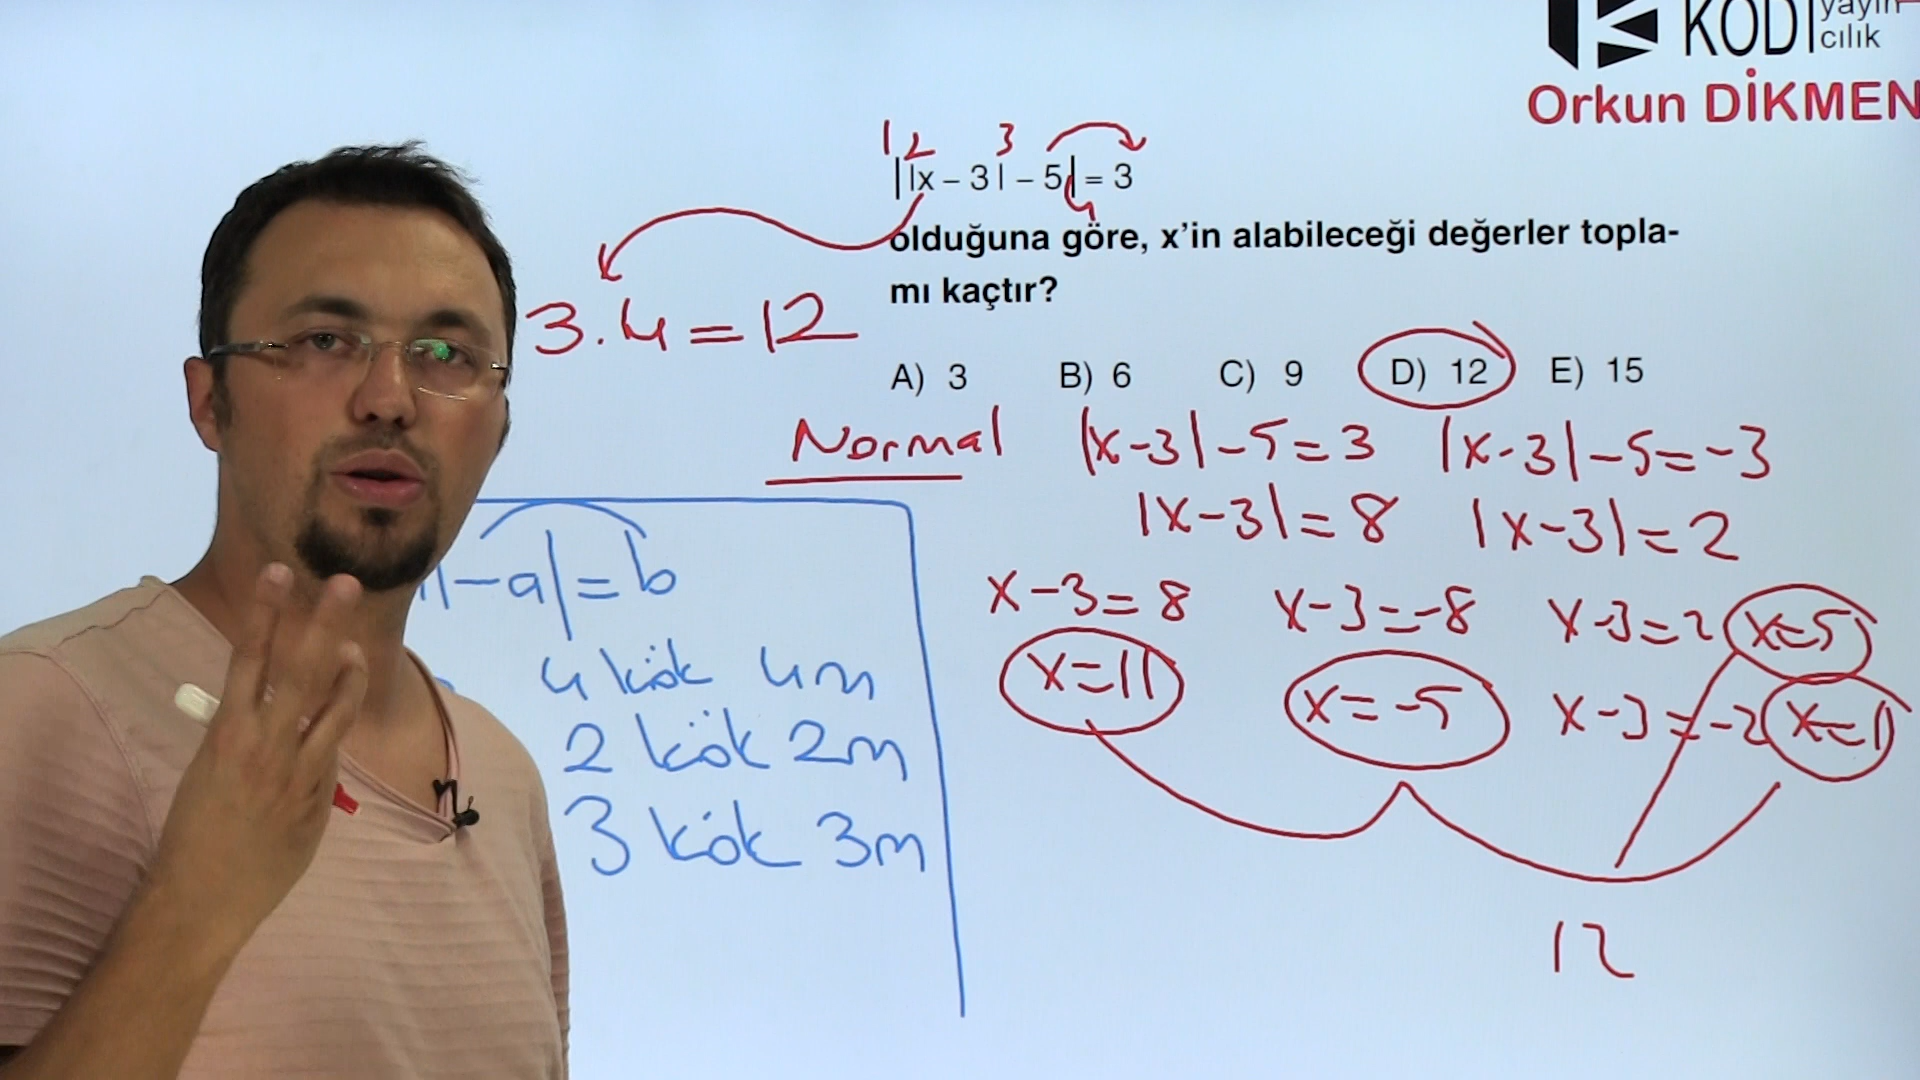 KODİ yayın
cılık
Orkun DİKMEN
1 2 3 4
||x – 3| – 5| = 3
olduğuna göre, x'in alabileceği değerler topla-
mı kaçtır?
3.4=12
A) 3 B) 6 C) 9 D) 12 E) 15
Normal |x-3|-5=3 |x-3|-5=-3
|x-3|=8 |x-3|=2
x-3=8 x-3=-8 x-3=2 x=5
x=11 x=-5 x-3=-2 x=1
12
|-a|=b
4 kök 4m
2 kök 2m
3 kök 3m